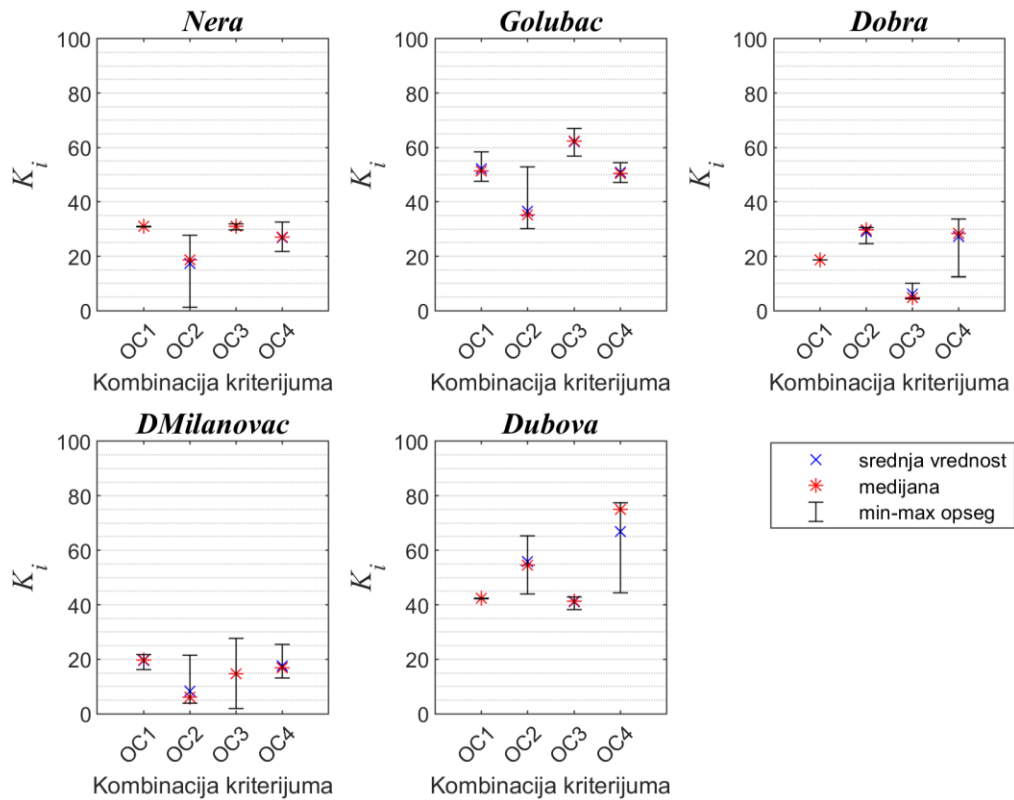 Nera
100
80
60
40
20
0
K_i
OC1
OC2
OC3
OC4
Kombinacija kriterijuma
Golubac
100
80
60
40
20
0
K_i
OC1
OC2
OC3
OC4
Kombinacija kriterijuma
Dobra
100
80
60
40
20
0
K_i
OC1
OC2
OC3
OC4
Kombinacija kriterijuma
DMilanovac
100
80
60
40
20
0
K_i
OC1
OC2
OC3
OC4
Kombinacija kriterijuma
Dubova
100
80
60
40
20
0
K_i
OC1
OC2
OC3
OC4
Kombinacija kriterijuma
srednja vrednost
medijana
min-max opseg